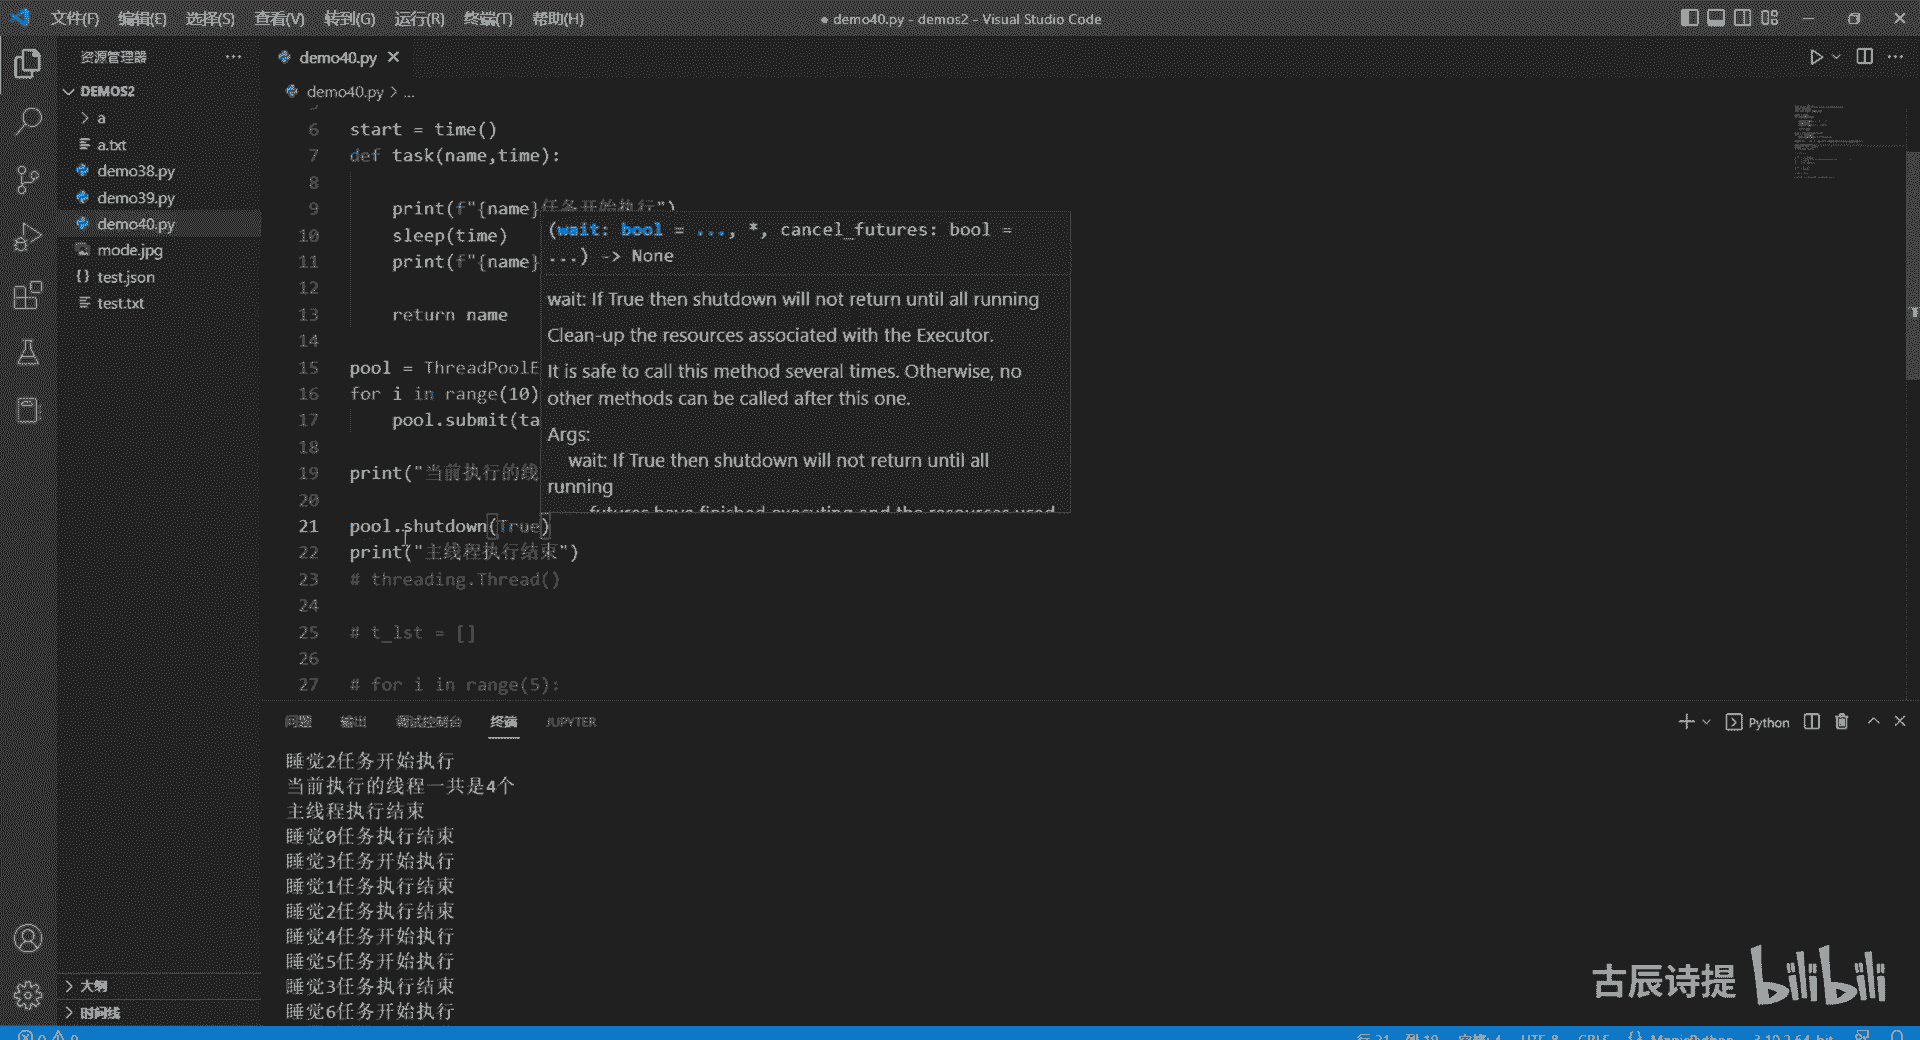 文件(F) 编辑(E) 选择(S) 查看(V) 转到(G) 运行(R) 终端(T) 帮助(H)
● demo40.py - demos2 - Visual Studio Code
资源管理器
DEMOS2
a
a.txt
demo38.py
demo39.py
demo40.py
mode.jpg
{} test.json
test.txt
大纲
时间线
demo40.py
demo40.py > ...
6 start = time()
7 def task(name,time):
8
9 print(f"{name}任务开始执行")
10 sleep(time)
11 print(f"{name}
12
13 return name
14
15 pool = ThreadPoolE
16 for i in range(10)
17 pool.submit(ta
18
19 print("当前执行的线
20
21 pool.shutdown(True)
22 print("主线程执行结束")
23 # threading.Thread()
24
25 # t_lst = []
26
27 # for i in range(5):
(wait: bool = ..., *, cancel_futures: bool =
...) -> None
wait: If True then shutdown will not return until all running
Clean-up the resources associated with the Executor.
It is safe to call this method several times. Otherwise, no
other methods can be called after this one.
Args:
wait: If True then shutdown will not return until all
running
futures have finished executing and the resources used
问题 输出 调试控制台 终端 JUPYTER
Python
睡觉2任务开始执行
当前执行的线程一共是4个
主线程执行结束
睡觉0任务执行结束
睡觉3任务开始执行
睡觉1任务执行结束
睡觉2任务执行结束
睡觉4任务开始执行
睡觉5任务开始执行
睡觉3任务执行结束
睡觉6任务开始执行
古辰诗提 bilibili